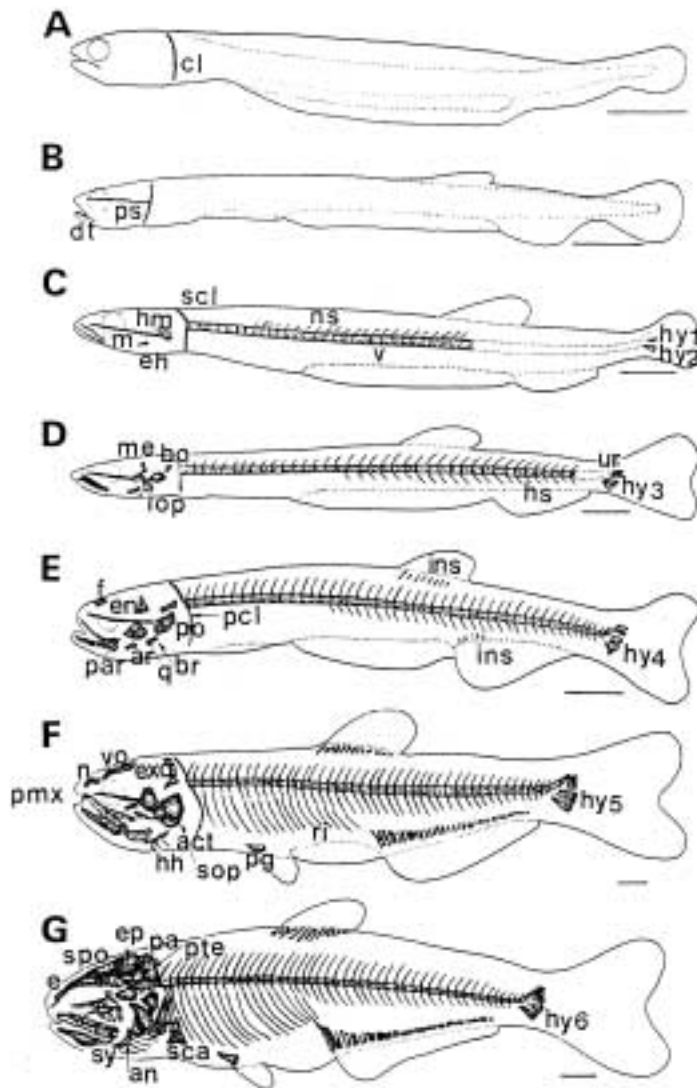 A
cl
B
ps
dt
C
scl
hm
ns
m
eh
v
hy1
hy2
D
me
bo
iop
hs
ur
hy3
E
f
en
po
pcl
ins
par
ar
q
br
ins
hy4
F
n
vo
exo
pmx
act
hh
sop
pg
ri
hy5
G
ep
spo
pa
pte
e
sy
an
sca
hy6